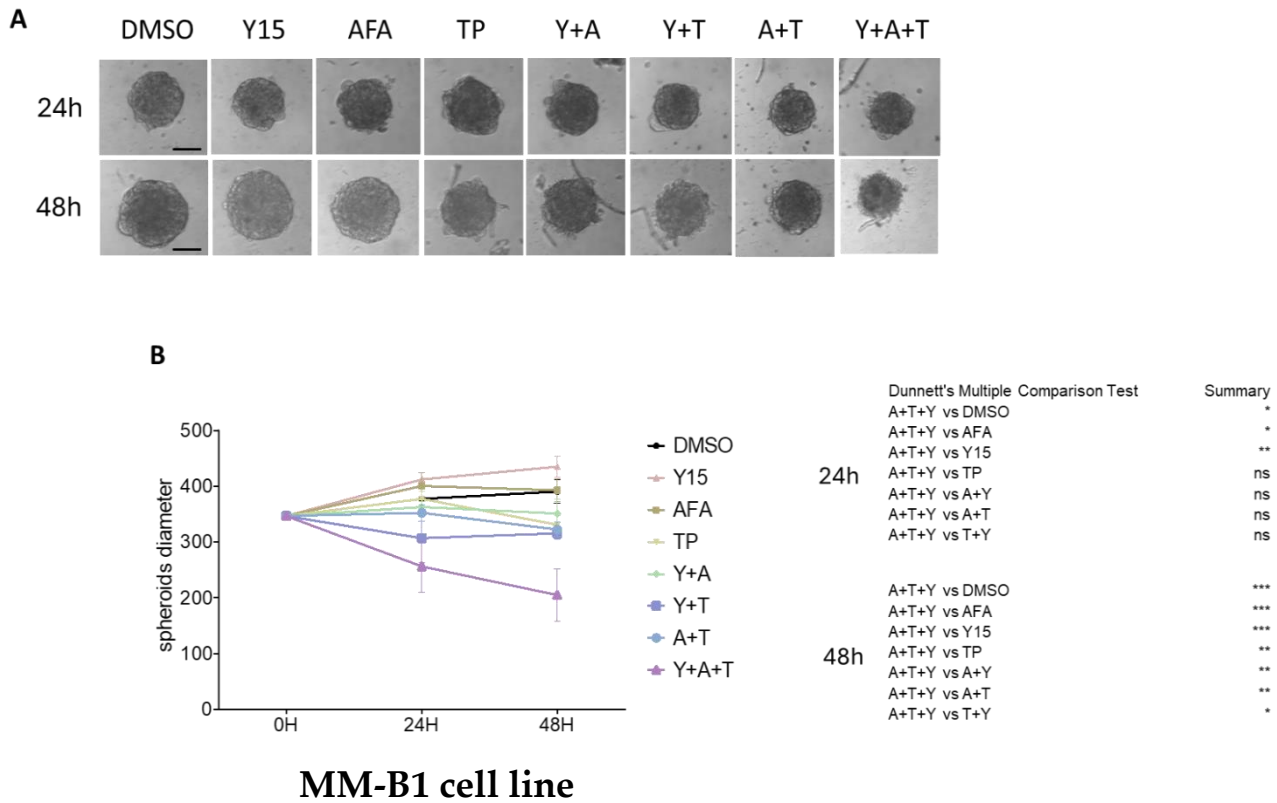 A
DMSO Y15 AFA TP Y+A Y+T A+T Y+A+T
24h
48h
B
500
400
300
200
100
0
spheroids diameter
0H 24H 48H
DMSO
Y15
AFA
TP
Y+A
Y+T
A+T
Y+A+T
Dunnett's Multiple Comparison Test Summary
24h
A+T+Y vs DMSO *
A+T+Y vs AFA *
A+T+Y vs Y15 **
A+T+Y vs TP ns
A+T+Y vs A+Y ns
A+T+Y vs A+T ns
A+T+Y vs T+Y ns
48h
A+T+Y vs DMSO ***
A+T+Y vs AFA ***
A+T+Y vs Y15 ***
A+T+Y vs TP **
A+T+Y vs A+Y **
A+T+Y vs A+T **
A+T+Y vs T+Y *
MM-B1 cell line